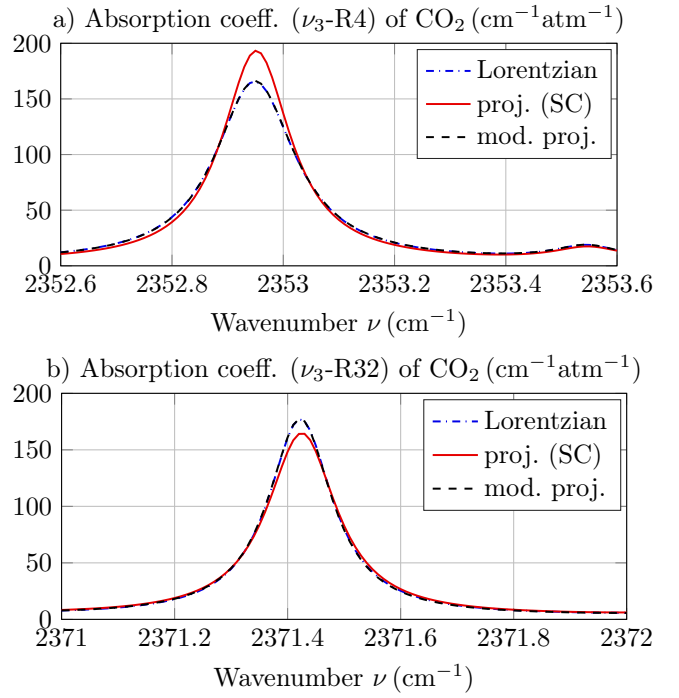 a) Absorption coeff. (ν₃-R4) of CO₂ (cm⁻¹atm⁻¹)
200
150
100
50
0
Lorentzian
proj. (SC)
mod. proj.
2352.6 2352.8 2353 2353.2 2353.4 2353.6
Wavenumber ν (cm⁻¹)
b) Absorption coeff. (ν₃-R32) of CO₂ (cm⁻¹atm⁻¹)
200
150
100
50
0
Lorentzian
proj. (SC)
mod. proj.
2371 2371.2 2371.4 2371.6 2371.8 2372
Wavenumber ν (cm⁻¹)